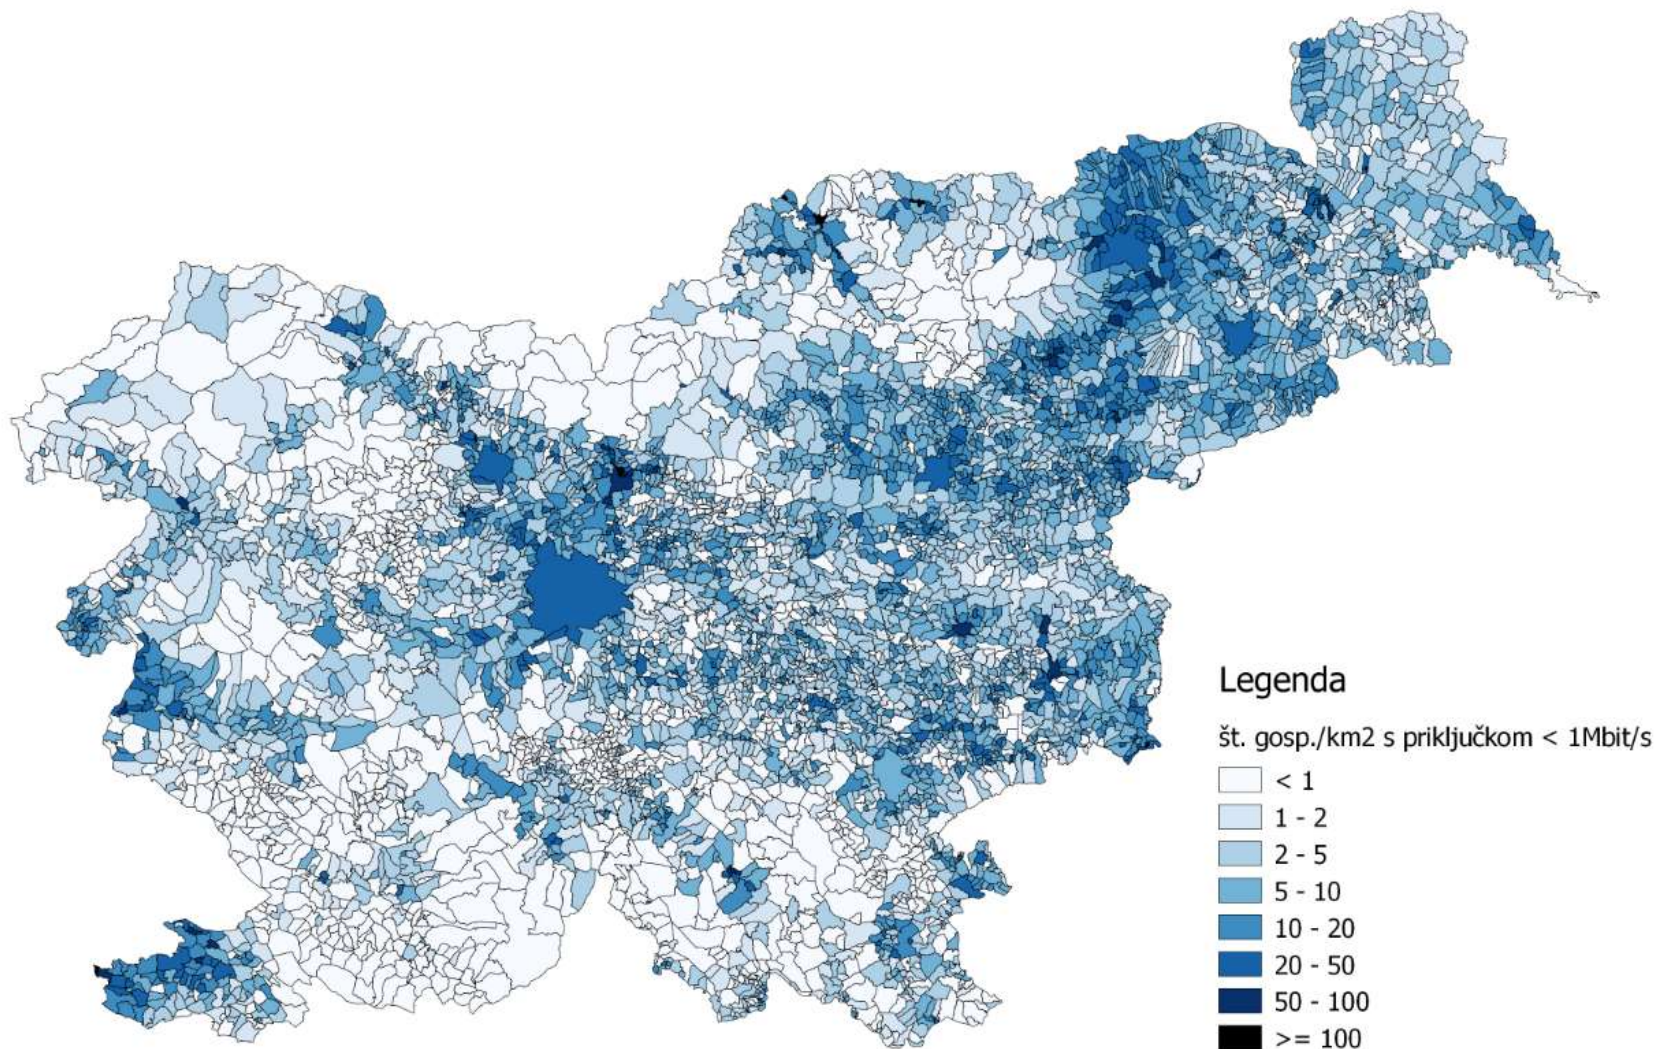 Legenda
št. gosp./km2 s priključkom < 1Mbit/s
< 1
1 - 2
2 - 5
5 - 10
10 - 20
20 - 50
50 - 100
>= 100